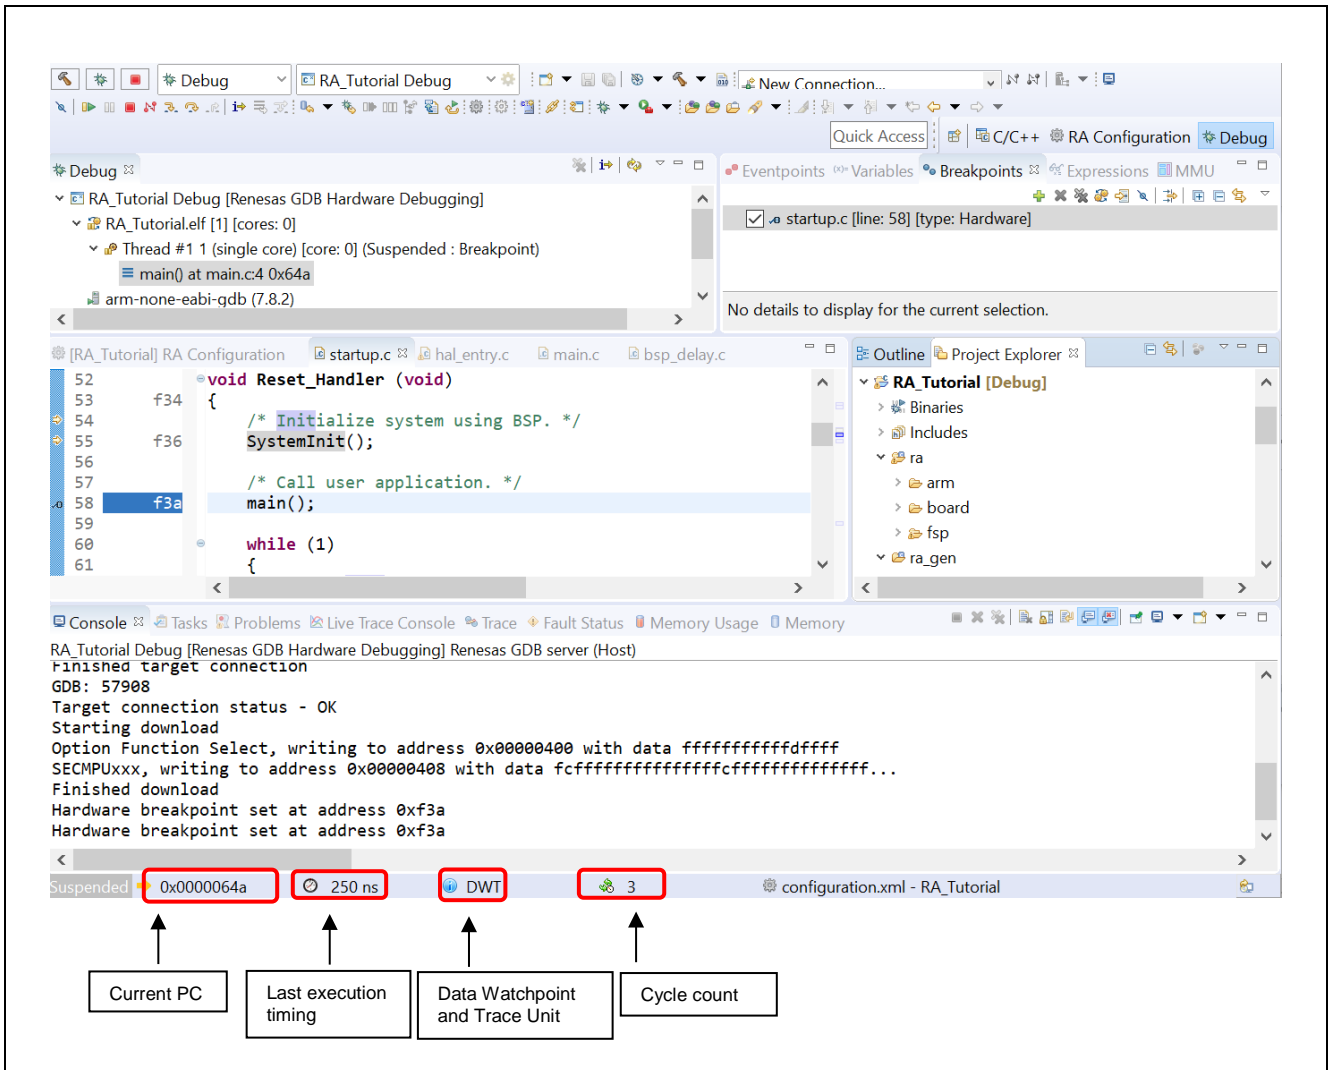 Debug
RA_Tutorial Debug
New Connection...
Quick Access
C/C++
RA Configuration
Debug
Debug
RA_Tutorial Debug [Renesas GDB Hardware Debugging]
RA_Tutorial.elf [1] [cores: 0]
Thread #1 1 (single core) [core: 0] (Suspended : Breakpoint)
main() at main.c:4 0x64a
arm-none-eabi-gdb (7.8.2)
Eventpoints Variables Breakpoints Expressions MMU
startup.c [line: 58] [type: Hardware]
No details to display for the current selection.
[RA_Tutorial] RA Configuration startup.c hal_entry.c main.c bsp_delay.c
52 void Reset_Handler (void)
53 f34 {
54 /* Initialize system using BSP. */
55 f36 SystemInit();
56
57 /* Call user application. */
58 f3a main();
59
60 while (1)
61 {
Outline Project Explorer
RA_Tutorial [Debug]
Binaries
Includes
ra
arm
board
fsp
ra_gen
Console Tasks Problems Live Trace Console Trace Fault Status Memory Usage Memory
RA_Tutorial Debug [Renesas GDB Hardware Debugging] Renesas GDB server (Host)
Finished target connection
GDB: 57908
Target connection status - OK
Starting download
Option Function Select, writing to address 0x00000400 with data fffffffffffdffff
SECMPUxxx, writing to address 0x00000408 with data fcffffffffffffffffcffffffffffffff...
Finished download
Hardware breakpoint set at address 0xf3a
Hardware breakpoint set at address 0xf3a
Suspended 0x0000064a 250 ns DWT 3 configuration.xml - RA_Tutorial
Current PC
Last execution
timing
Data Watchpoint
and Trace Unit
Cycle count